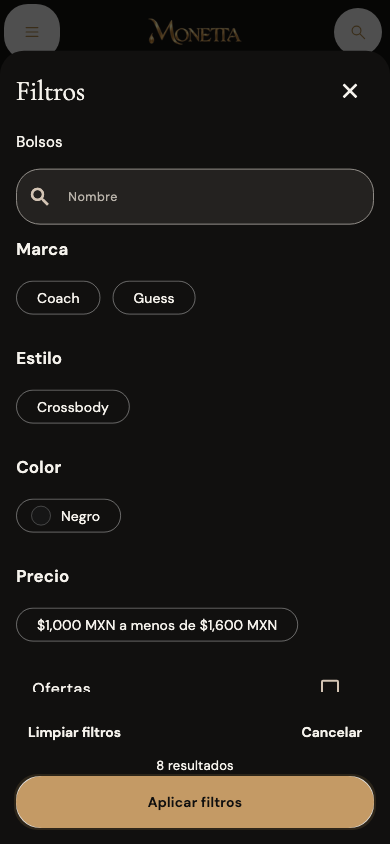 MONETTA
Filtros
Bolsos
Nombre
Marca
Coach
Guess
Estilo
Crossbody
Color
Negro
Precio
$1,000 MXN a menos de $1,600 MXN
Ofertas
Limpiar filtros
Cancelar
8 resultados
Aplicar filtros